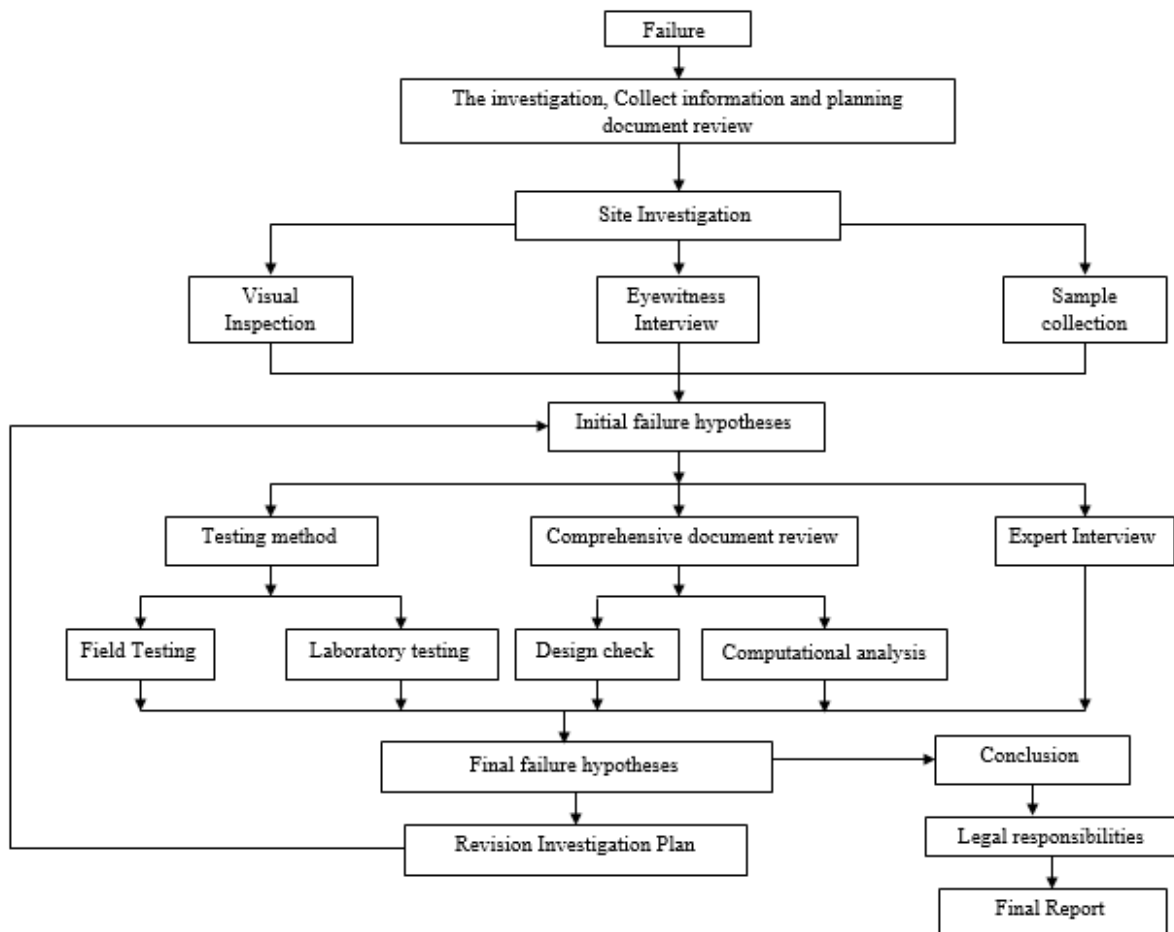 Failure
The investigation, Collect information and planning
document review
Site Investigation
Visual
Inspection
Eyewitness
Interview
Sample
collection
Initial failure hypotheses
Testing method
Comprehensive document review
Expert Interview
Field Testing
Laboratory testing
Design check
Computational analysis
Final failure hypotheses
Conclusion
Revision Investigation Plan
Legal responsibilities
Final Report